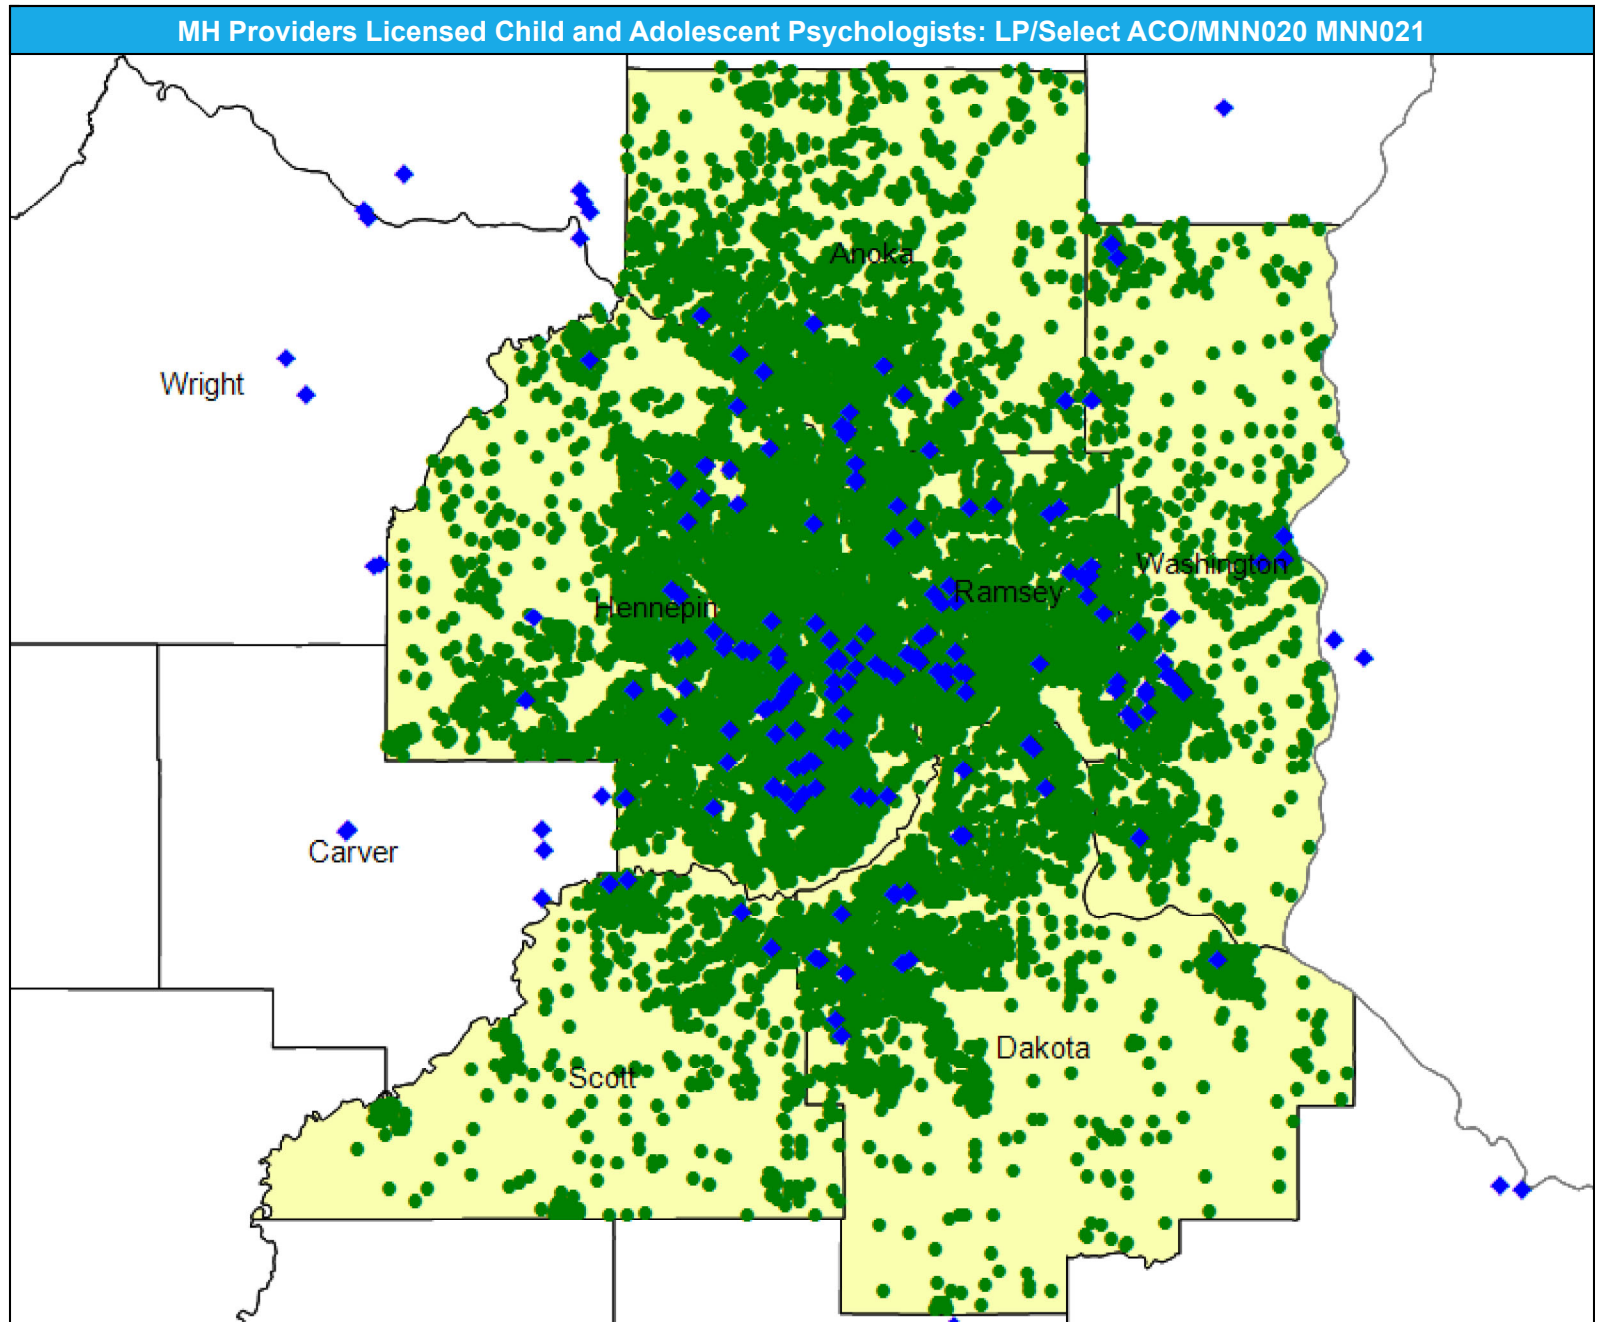 MH Providers Licensed Child and Adolescent Psychologists: LP/Select ACO/MNN020 MNN021
Anoka
Wright
Washington
Ramsey
Hennepin
Carver
Dakota
Scott